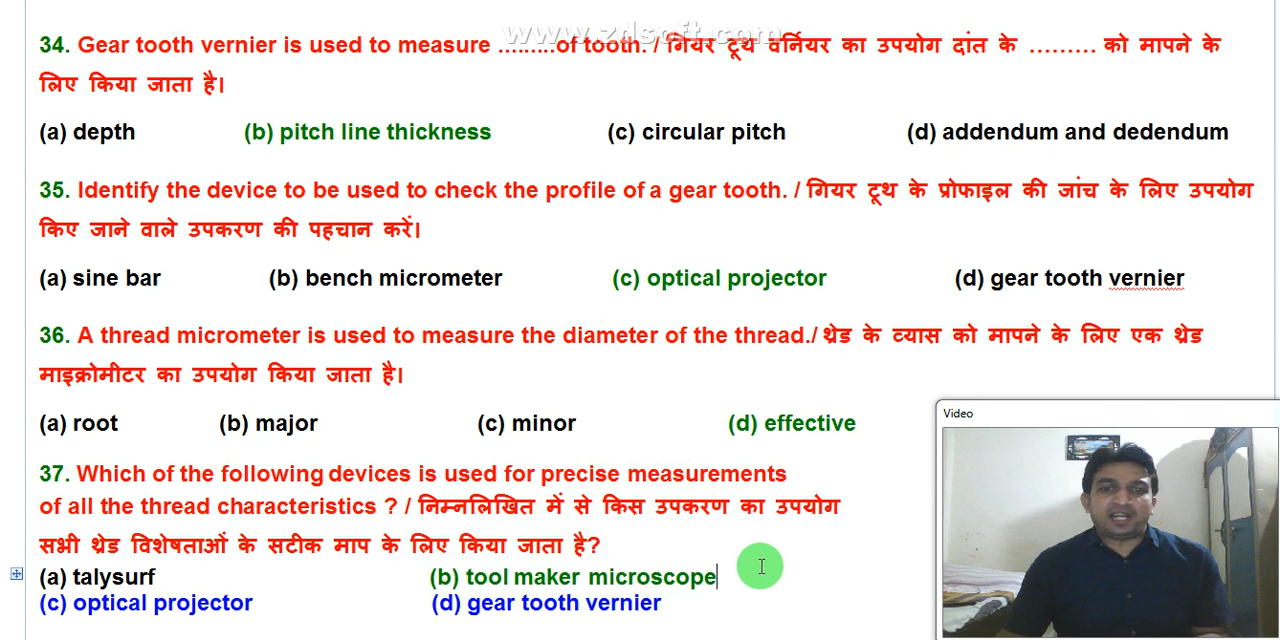 www.zdsoft.com
34. Gear tooth vernier is used to measure .........of tooth. / गियर टूथ वर्नियर का उपयोग दांत के ......... को मापने के
लिए किया जाता है।
(a) depth (b) pitch line thickness (c) circular pitch (d) addendum and dedendum
35. Identify the device to be used to check the profile of a gear tooth. / गियर टूथ के प्रोफाइल की जांच के लिए उपयोग
किए जाने वाले उपकरण की पहचान करें।
(a) sine bar (b) bench micrometer (c) optical projector (d) gear tooth vernier
36. A thread micrometer is used to measure the diameter of the thread./ थ्रेड के व्यास को मापने के लिए एक थ्रेड
माइक्रोमीटर का उपयोग किया जाता है।
(a) root (b) major (c) minor (d) effective
Video
37. Which of the following devices is used for precise measurements
of all the thread characteristics ? / निम्नलिखित में से किस उपकरण का उपयोग
सभी थ्रेड विशेषताओं के सटीक माप के लिए किया जाता है?
(a) talysurf (b) tool maker microscope
(c) optical projector (d) gear tooth vernier